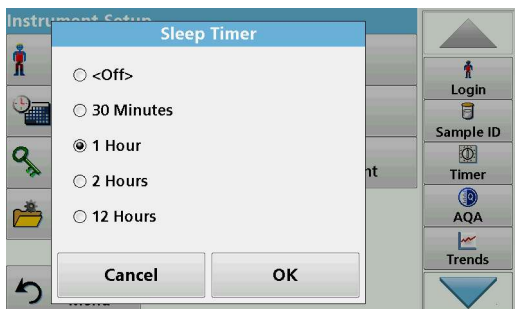 Instrument Setup
Sleep Timer
<Off>
30 Minutes
1 Hour
2 Hours
12 Hours
Cancel
OK
Login
Sample ID
Timer
AQA
Trends